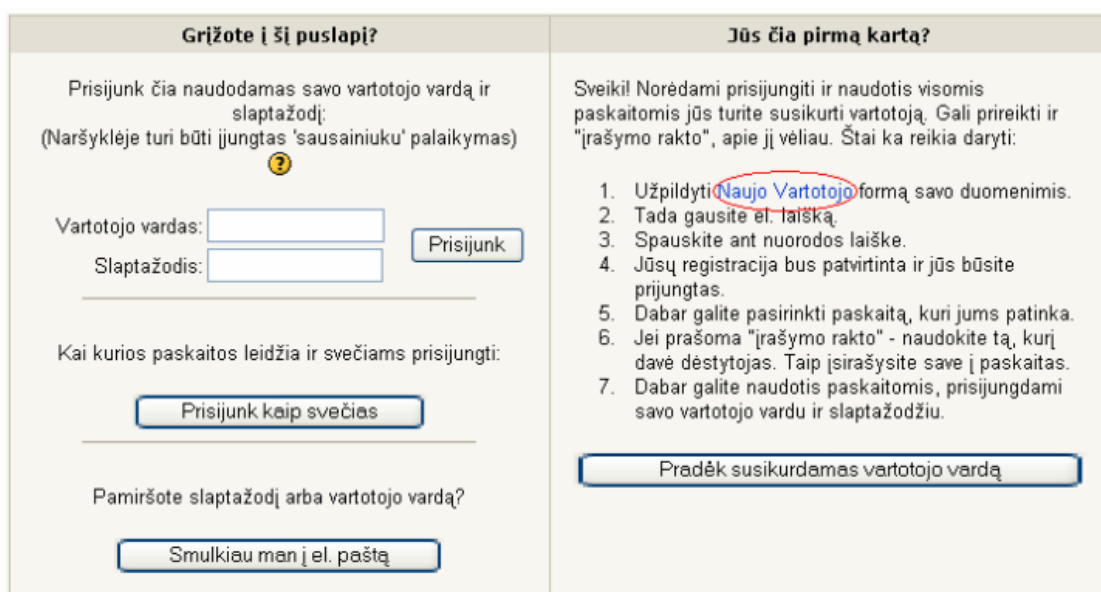 Grįžote į šį puslapį?
Prisijunk čia naudodamas savo vartotojo vardą ir
slaptažodį:
(Naršyklėje turi būti įjungtas 'sausainiuku' palaikymas)
?
Vartotojo vardas:
Prisijunk
Slaptažodis:
Kai kurios paskaitos leidžia ir svečiams prisijungti:
Prisijunk kaip svečias
Pamiršote slaptažodį arba vartotojo vardą?
Smulkiau man į el. paštą
Jūs čia pirmą kartą?
Sveiki! Norėdami prisijungiti ir naudotis visomis
paskaitomis jūs turite susikurti vartotoją. Gali prireikti ir
"įrašymo rakto", apie jį vėliau. Štai ka reikia daryti:
1. Užpildyti Naujo Vartotojo formą savo duomenimis.
2. Tada gausite el. laišką.
3. Spauskite ant nuorodos laiške.
4. Jūsų registracija bus patvirtinta ir jūs būsite
prijungtas.
5. Dabar galite pasirinkti paskaitą, kuri jums patinka.
6. Jei prašoma "įrašymo rakto" - naudokite tą, kurį
davė dėstytojas. Taip įsirašysite save į paskaitas.
7. Dabar galite naudotis paskaitomis, prisijungdami
savo vartotojo vardu ir slaptažodžiu.
Pradėk susikurdamas vartotojo vardą